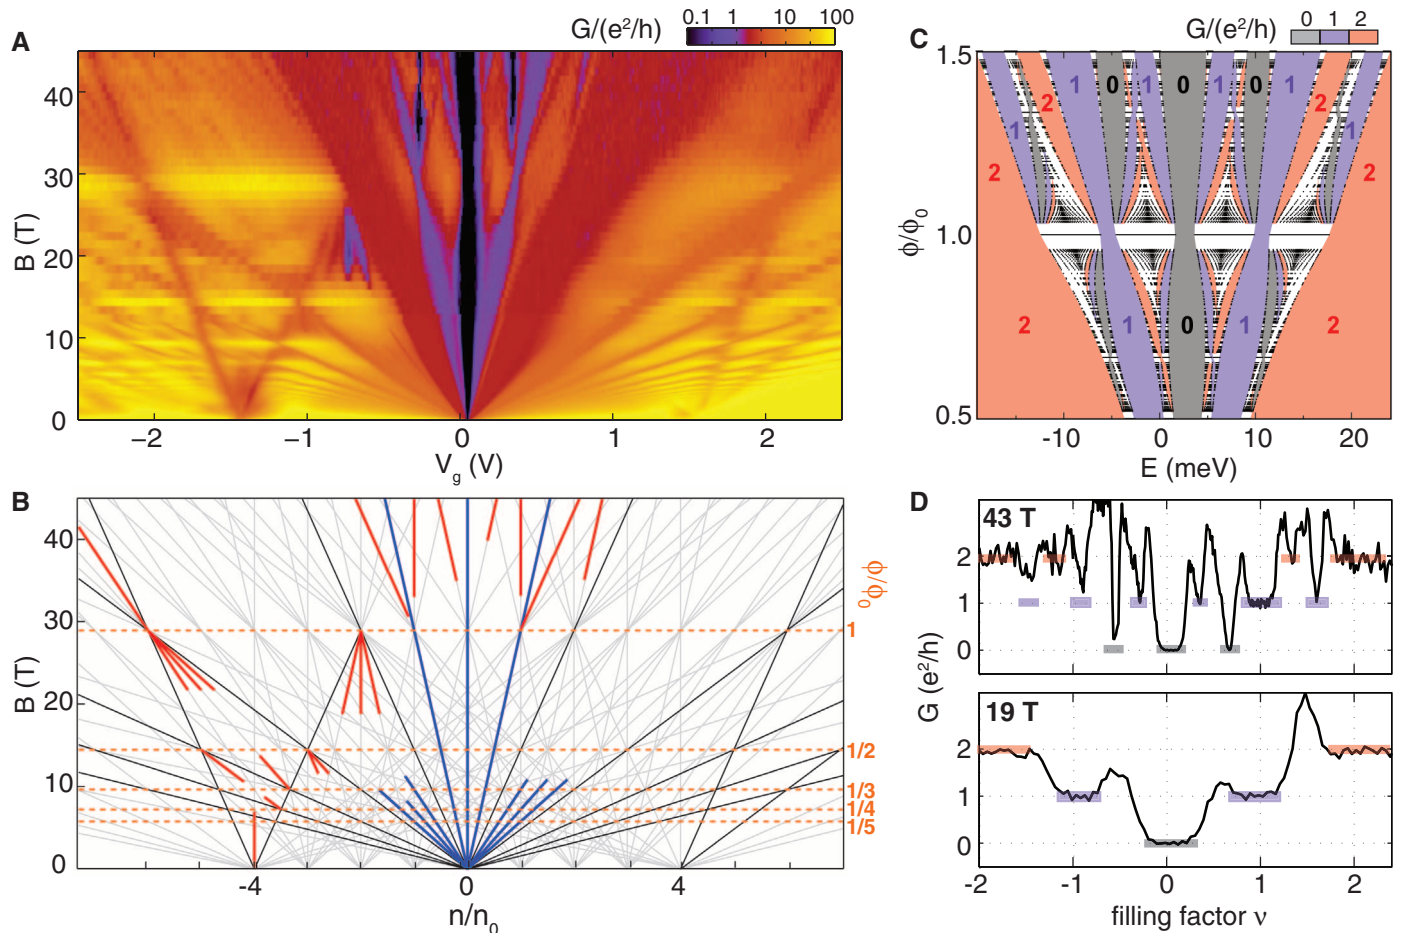 A
G/(e²/h)
0.1 1 10 100
B (T)
40
30
20
10
0
−2 −1 0 1 2
V_g (V)
B
B (T)
40
30
20
10
0
ϕ/ϕ₀
1
1/2
1/3
1/4
1/5
-4 0 4
n/n₀
C
G/(e²/h)
0 1 2
ϕ/ϕ₀
1.5
1.0
0.5
2 1 0 1 0 1 0 1 2
1 1
2 2
2 1 0 1 2
-10 0 10 20
E (meV)
D
G (e²/h)
43 T
2
1
0
19 T
2
1
0
-2 -1 0 1 2
filling factor ν